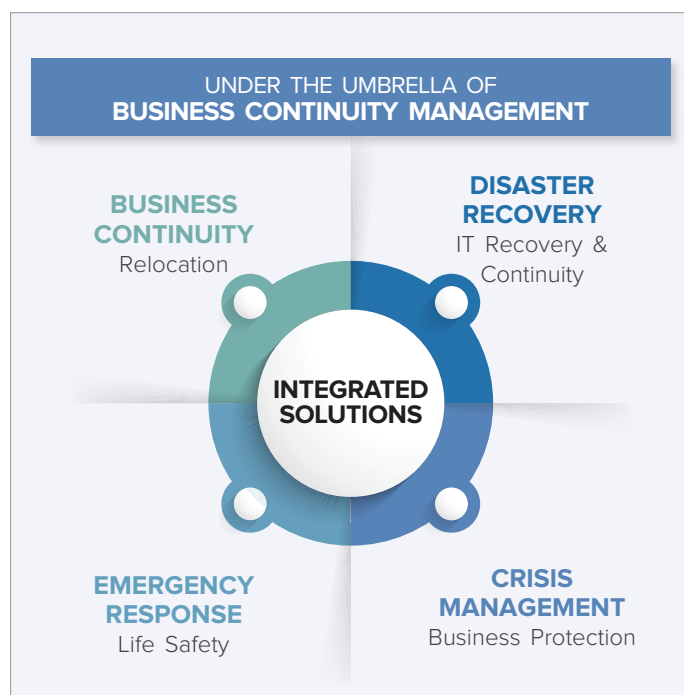 UNDER THE UMBRELLA OF
BUSINESS CONTINUITY MANAGEMENT
BUSINESS
CONTINUITY
Relocation
DISASTER
RECOVERY
IT Recovery &
Continuity
INTEGRATED
SOLUTIONS
EMERGENCY
RESPONSE
Life Safety
CRISIS
MANAGEMENT
Business Protection